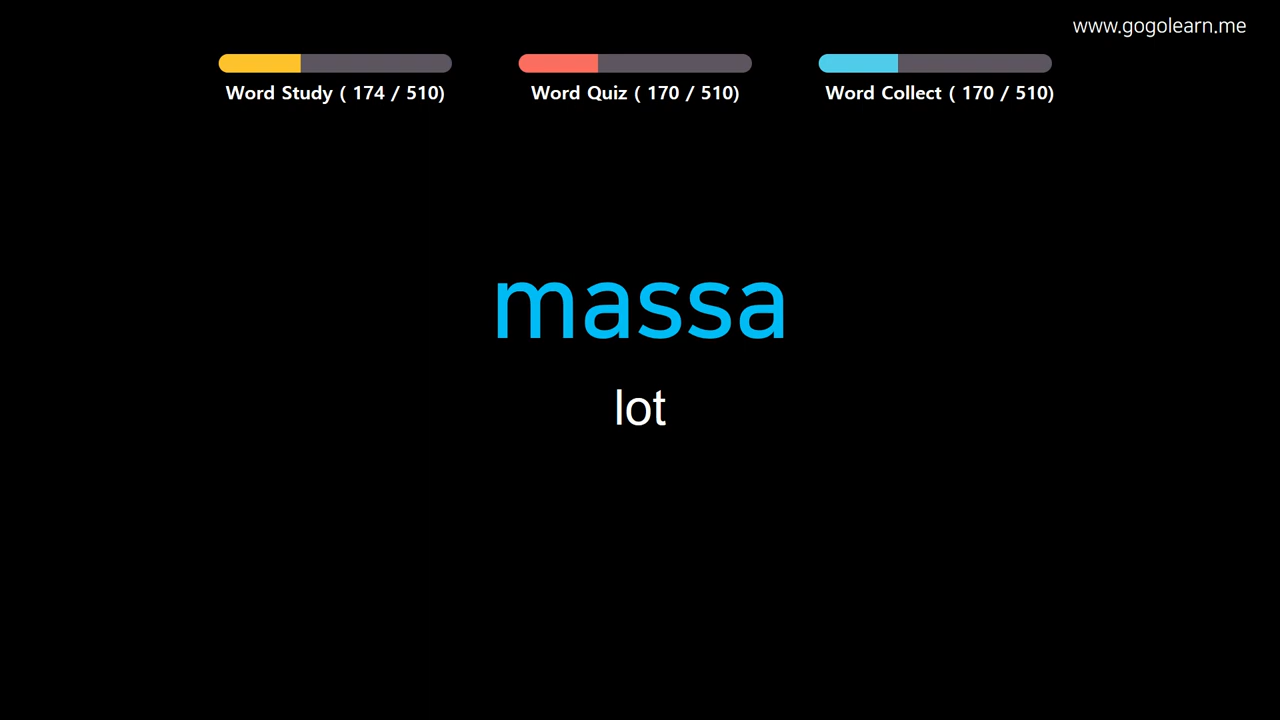 www.gogolearn.me
Word Study ( 174 / 510)
Word Quiz ( 170 / 510)
Word Collect ( 170 / 510)
massa
lot